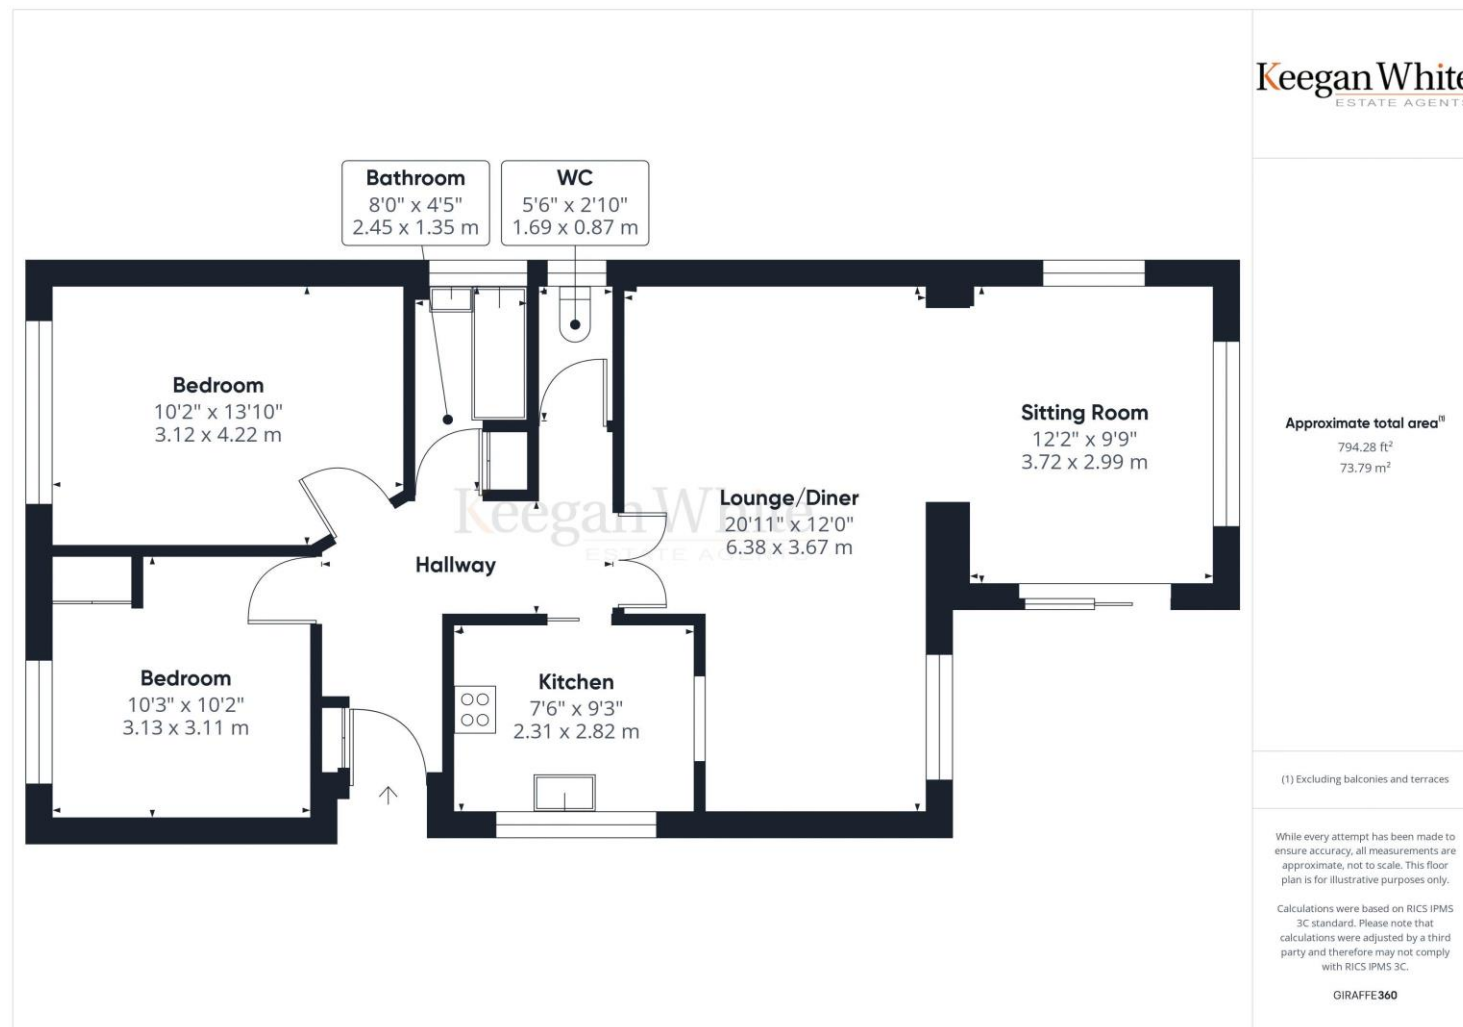 Keegan White
ESTATE AGENTS
Bathroom
8'0" x 4'5"
2.45 x 1.35 m
WC
5'6" x 2'10"
1.69 x 0.87 m
Bedroom
10'2" x 13'10"
3.12 x 4.22 m
Sitting Room
12'2" x 9'9"
3.72 x 2.99 m
Lounge/Diner
20'11" x 12'0"
6.38 x 3.67 m
Keegan White
ESTATE AGENTS
Hallway
Bedroom
10'3" x 10'2"
3.13 x 3.11 m
Kitchen
7'6" x 9'3"
2.31 x 2.82 m
Approximate total area(1)
794.28 ft²
73.79 m²
(1) Excluding balconies and terraces
While every attempt has been made to
ensure accuracy, all measurements are
approximate, not to scale. This floor
plan is for illustrative purposes only.
Calculations were based on RICS IPMS
3C standard. Please note that
calculations were adjusted by a third
party and therefore may not comply
with RICS IPMS 3C.
GIRAFFE360